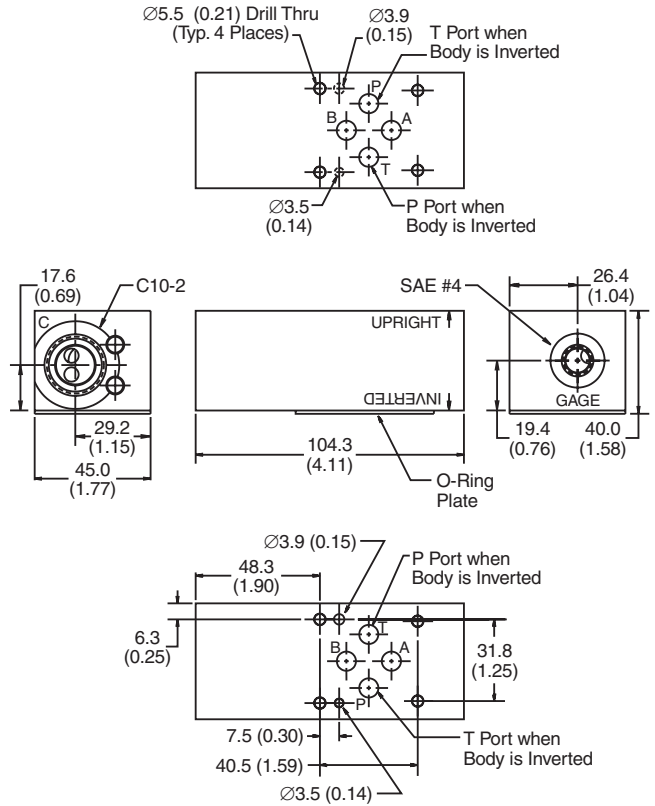 ∅5.5 (0.21) Drill Thru
(Typ. 4 Places)
∅3.9
(0.15)
T Port when
Body is Inverted
P
B
A
T
∅3.5
(0.14)
P Port when
Body is Inverted
17.6
(0.69)
C10-2
C
29.2
(1.15)
45.0
(1.77)
UPRIGHT
INVERTED
104.3
(4.11)
O-Ring
Plate
SAE #4
26.4
(1.04)
GAGE
19.4
(0.76)
40.0
(1.58)
∅3.9 (0.15)
P Port when
Body is Inverted
48.3
(1.90)
6.3
(0.25)
T
B
A
P
31.8
(1.25)
7.5 (0.30)
40.5 (1.59)
T Port when
Body is Inverted
∅3.5 (0.14)